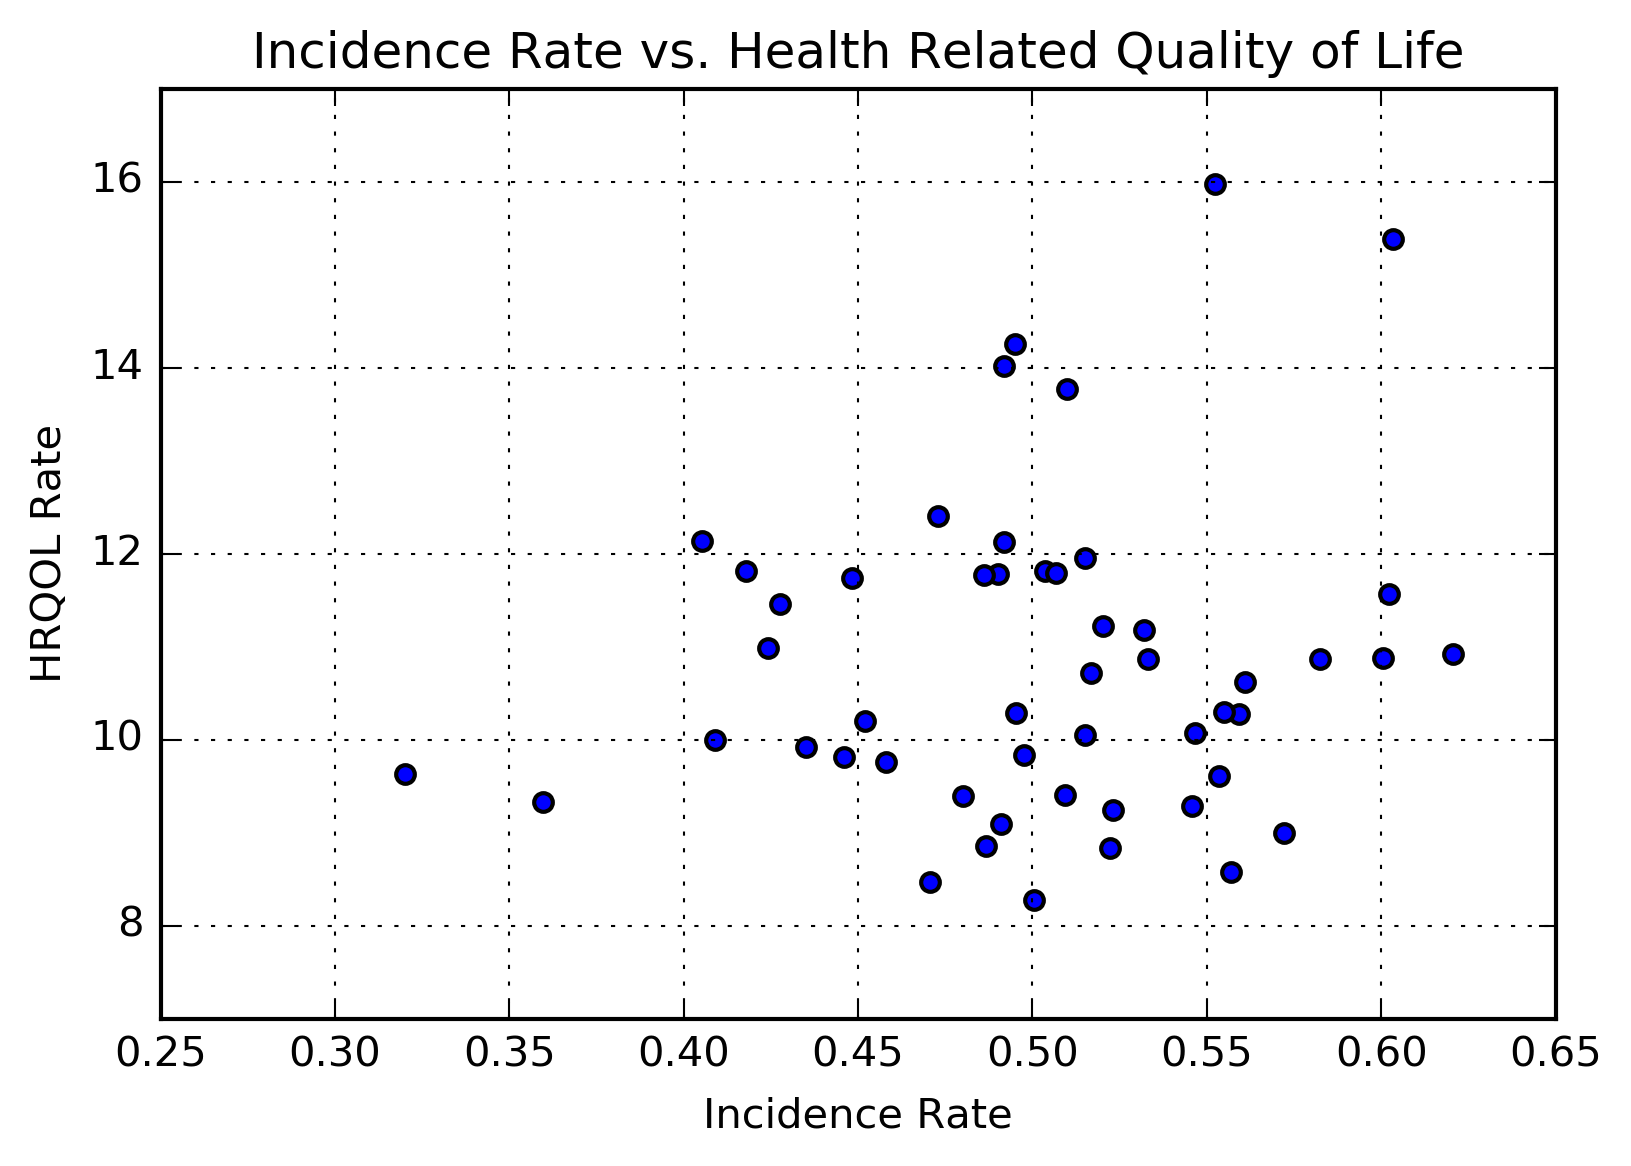 Incidence Rate vs. Health Related Quality of Life
16
14
12
10
8
HRQOL Rate
0.25 0.30 0.35 0.40 0.45 0.50 0.55 0.60 0.65
Incidence Rate